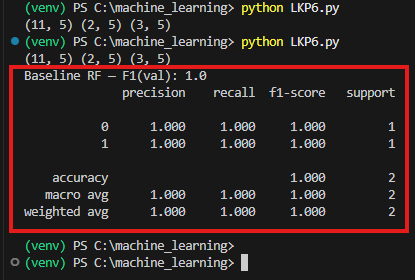 (venv) PS C:\machine_learning> python LKP6.py
(11, 5) (2, 5) (3, 5)
(venv) PS C:\machine_learning> python LKP6.py
(11, 5) (2, 5) (3, 5)
Baseline RF — F1(val): 1.0
precision recall f1-score support
0 1.000 1.000 1.000 1
1 1.000 1.000 1.000 1
accuracy 1.000 2
macro avg 1.000 1.000 1.000 2
weighted avg 1.000 1.000 1.000 2
(venv) PS C:\machine_learning>
(venv) PS C:\machine_learning>